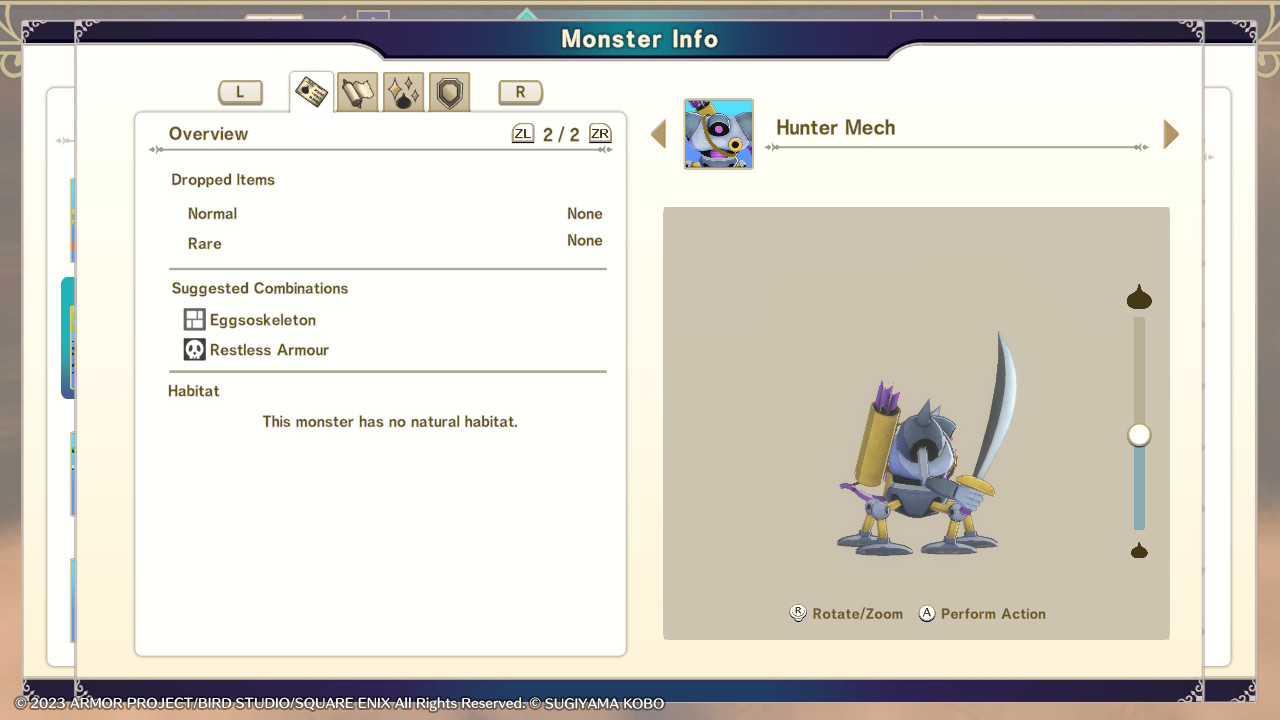 Monster Info
L
R
Overview
ZL 2 / 2 ZR
Hunter Mech
Dropped Items
Normal None
Rare None
Suggested Combinations
Eggsoskeleton
Restless Armour
Habitat
This monster has no natural habitat.
R Rotate/Zoom A Perform Action
© 2023 ARMOR PROJECT/BIRD STUDIO/SQUARE ENIX All Rights Reserved. © SUGIYAMA KOBO